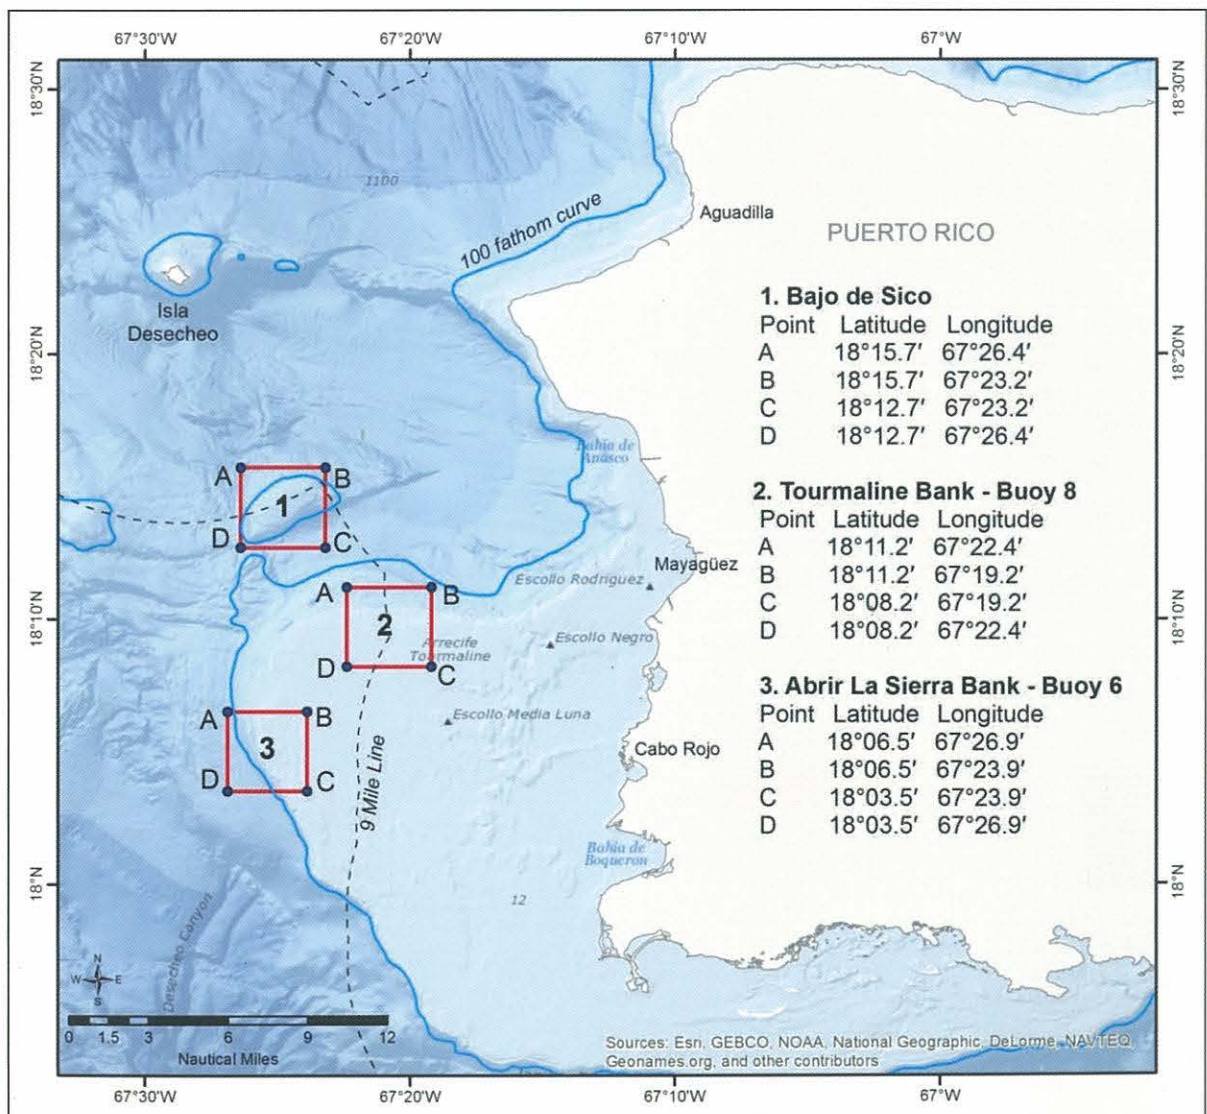 67°30'W 67°20'W 67°10'W 67°W
18°30'N
18°30'N
1100
Aguadilla
100 fathom curve
PUERTO RICO
Isla
Desecheo
1. Bajo de Sico
Point Latitude Longitude
A 18°15.7' 67°26.4'
B 18°15.7' 67°23.2'
C 18°12.7' 67°23.2'
D 18°12.7' 67°26.4'
18°20'N
18°20'N
Bahía de
Añasco
A B
1
D C
2. Tourmaline Bank - Buoy 8
Point Latitude Longitude
A 18°11.2' 67°22.4'
B 18°11.2' 67°19.2'
C 18°08.2' 67°19.2'
D 18°08.2' 67°22.4'
Mayagüez
Escollo Rodriguez
A B
2
D C
18°10'N
18°10'N
Escollo Negro
Arrecife
Tourmaline
3. Abrir La Sierra Bank - Buoy 6
Point Latitude Longitude
A 18°06.5' 67°26.9'
B 18°06.5' 67°23.9'
C 18°03.5' 67°23.9'
D 18°03.5' 67°26.9'
Escollo Media Luna
A B
3
D C
Cabo Rojo
9 Mile Line
Bahía de
Boqueron
18°N
18°N
12
Desecheo Canyon
N
W E
S
0 1.5 3 6 9 12
Nautical Miles
Sources: Esri, GEBCO, NOAA, National Geographic, DeLorme, NAVTEQ,
Geonames.org, and other contributors
67°30'W 67°20'W 67°10'W 67°W